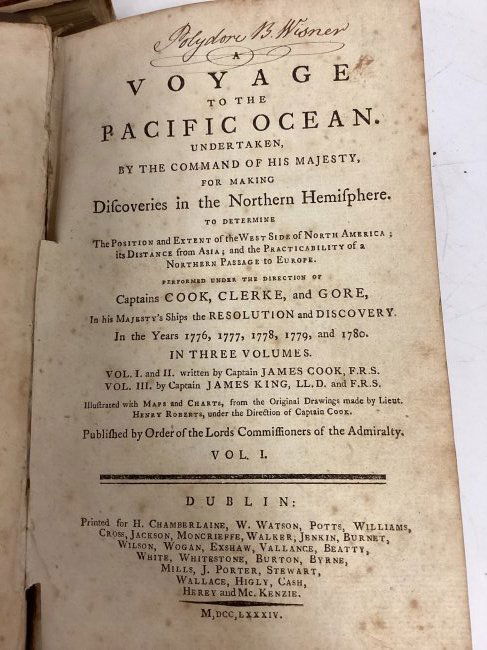 Polydore B. Wisner
A
VOYAGE
TO THE
PACIFIC OCEAN.
UNDERTAKEN,
BY THE COMMAND OF HIS MAJESTY,
FOR MAKING
Diſcoveries in the Northern Hemiſphere.
TO DETERMINE
The POSITION and EXTENT of the WEST SIDE of NORTH AMERICA;
its DISTANCE from ASIA; and the PRACTICABILITY of a
NORTHERN PASSAGE to EUROPE.
PERFORMED UNDER THE DIRECTION OF
Captains COOK, CLERKE, and GORE,
In his MAJESTY'S Ships the RESOLUTION and DISCOVERY.
In the Years 1776, 1777, 1778, 1779, and 1780.
IN THREE VOLUMES.
VOL. I. and II. written by Captain JAMES COOK, F.R.S.
VOL. III. by Captain JAMES KING, LL.D. and F.R.S.
Illuſtrated with MAPS and CHARTS, from the Original Drawings made by Lieut.
HENRY ROBERTS, under the Direction of Captain COOK.
Publiſhed by Order of the Lords Commiſſioners of the Admiralty.
VOL. I.
DUBLIN:
Printed for H. CHAMBERLAINE, W. WATSON, POTTS, WILLIAMS,
CROSS, JACKSON, MONCRIEFFE, WALKER, JENKIN, BURNET,
WILSON, WOGAN, EXSHAW, VALLANCE, BEATTY,
WHITE, WHITESTONE, BURTON, BYRNE,
MILLS, J. PORTER, STEWART,
WALLACE, HIGLY, CASH,
HEREY and MC. KENZIE.
M,DCC,LXXXIV.